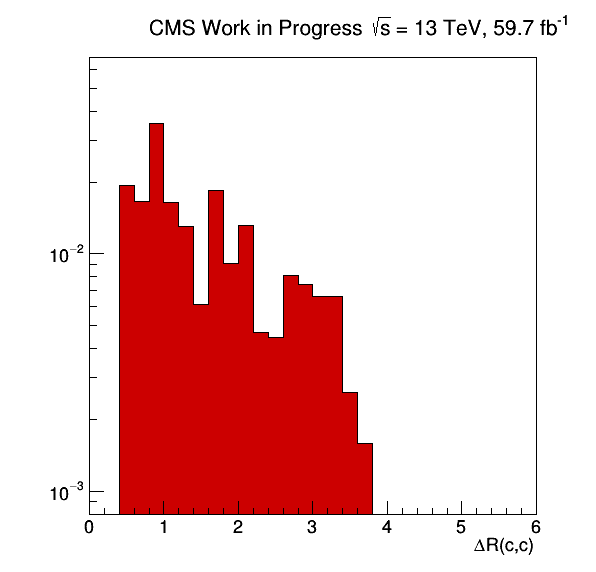 CMS Work in Progress √s = 13 TeV, 59.7 fb⁻¹
10⁻²
10⁻³
0 1 2 3 4 5 6
ΔR(c,c)